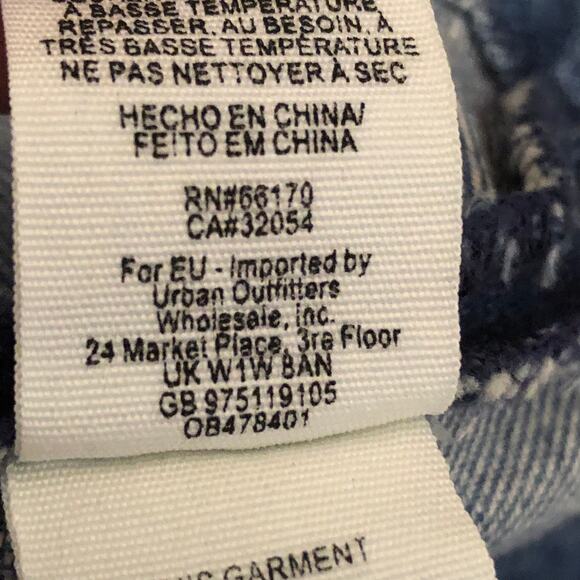 À BASSE TEMPÉRATURE,
REPASSER, AU BESOIN, À
TRÈS BASSE TEMPÉRATURE
NE PAS NETTOYER À SEC
HECHO EN CHINA/
FEITO EM CHINA
RN#66170
CA#32054
For EU - Imported by
Urban Outfitters
Wholesale, inc.
24 Market Place, 3re Floor
UK W1W 8AN
GB 975119105
OB478401
GARMENT